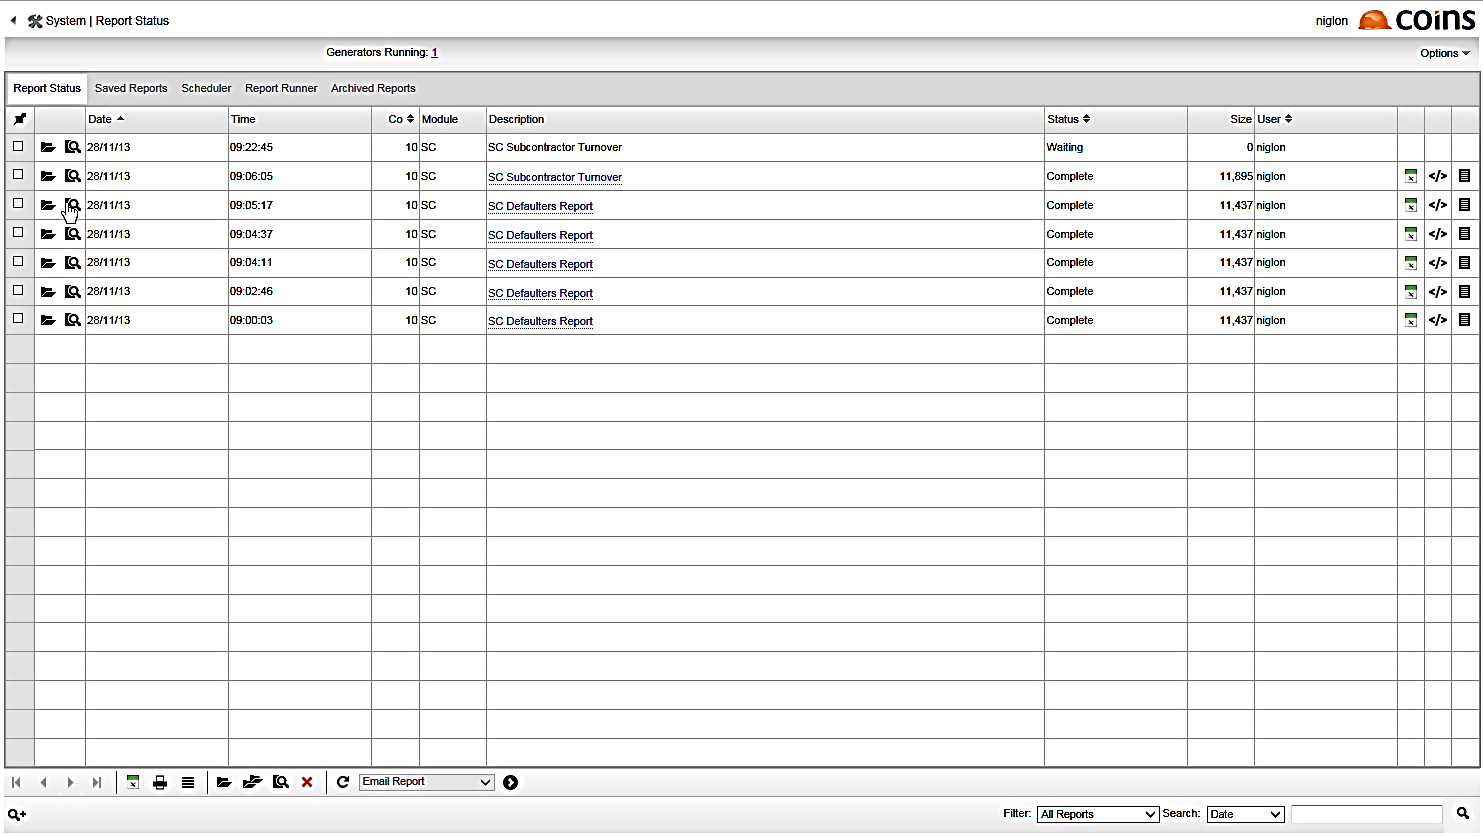 System | Report Status
niglon coins
Generators Running: 1
Options
Report Status Saved Reports Scheduler Report Runner Archived Reports
Date Time Co Module Description Status Size User
28/11/13 09:22:45 10 SC SC Subcontractor Turnover Waiting 0 niglon
28/11/13 09:06:05 10 SC SC Subcontractor Turnover Complete 11,895 niglon
28/11/13 09:05:17 10 SC SC Defaulters Report Complete 11,437 niglon
28/11/13 09:04:37 10 SC SC Defaulters Report Complete 11,437 niglon
28/11/13 09:04:11 10 SC SC Defaulters Report Complete 11,437 niglon
28/11/13 09:02:46 10 SC SC Defaulters Report Complete 11,437 niglon
28/11/13 09:00:03 10 SC SC Defaulters Report Complete 11,437 niglon
Email Report
Filter: All Reports Search: Date